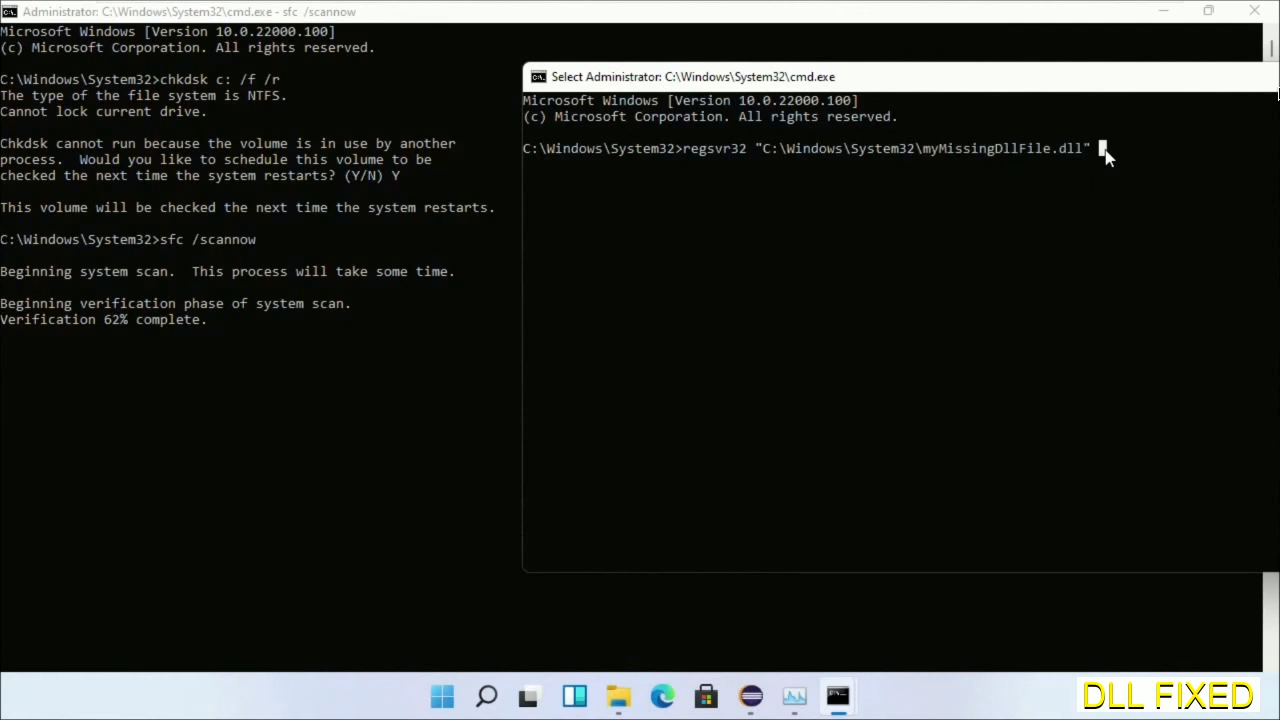 Administrator: C:\Windows\System32\cmd.exe - sfc /scannow
Microsoft Windows [Version 10.0.22000.100]
(c) Microsoft Corporation. All rights reserved.
C:\Windows\System32>chkdsk c: /f /r
The type of the file system is NTFS.
Cannot lock current drive.
Chkdsk cannot run because the volume is in use by another
process.  Would you like to schedule this volume to be
checked the next time the system restarts? (Y/N) Y
This volume will be checked the next time the system restarts.
C:\Windows\System32>sfc /scannow
Beginning system scan.  This process will take some time.
Beginning verification phase of system scan.
Verification 62% complete.
Select Administrator: C:\Windows\System32\cmd.exe
Microsoft Windows [Version 10.0.22000.100]
(c) Microsoft Corporation. All rights reserved.
C:\Windows\System32>regsvr32 "C:\Windows\System32\myMissingDllFile.dll"
DLL FIXED